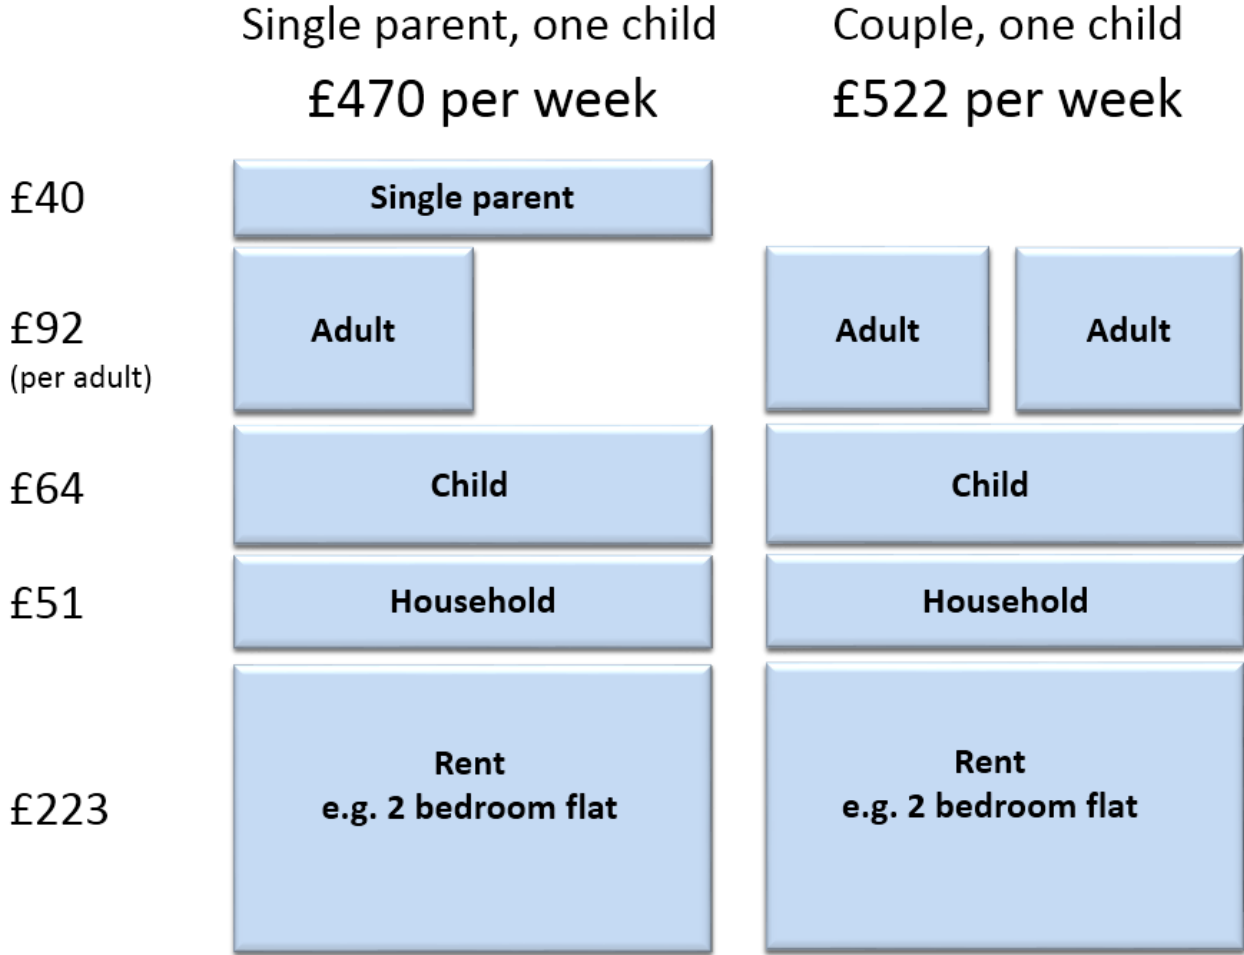 Single parent, one child
Couple, one child
£470 per week
£522 per week
£40
Single parent
£92
(per adult)
Adult
Adult
Adult
£64
Child
Child
£51
Household
Household
£223
Rent
e.g. 2 bedroom flat
Rent
e.g. 2 bedroom flat